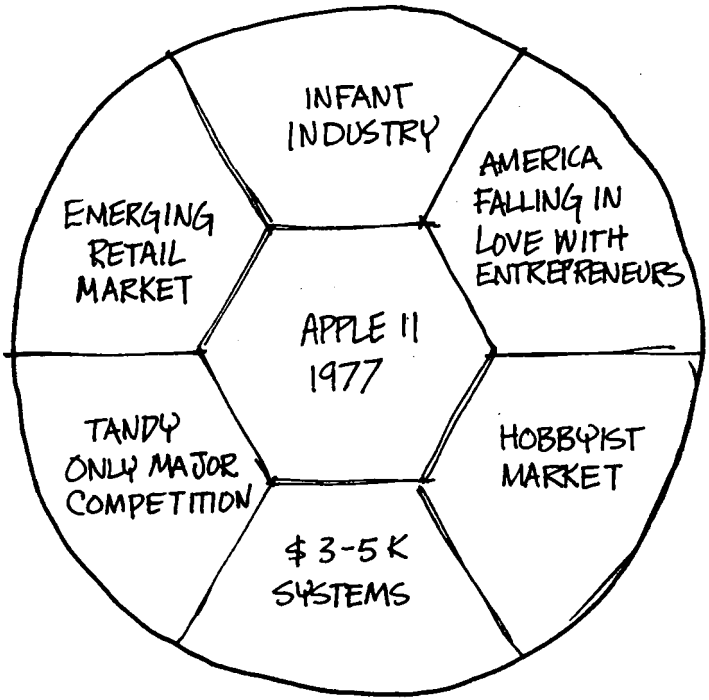 INFANT
INDUSTRY
AMERICA
FALLING IN
LOVE WITH
ENTREPRENEURS
HOBBYIST
MARKET
$3-5K
SYSTEMS
TANDY
ONLY MAJOR
COMPETITION
EMERGING
RETAIL
MARKET
APPLE II
1977